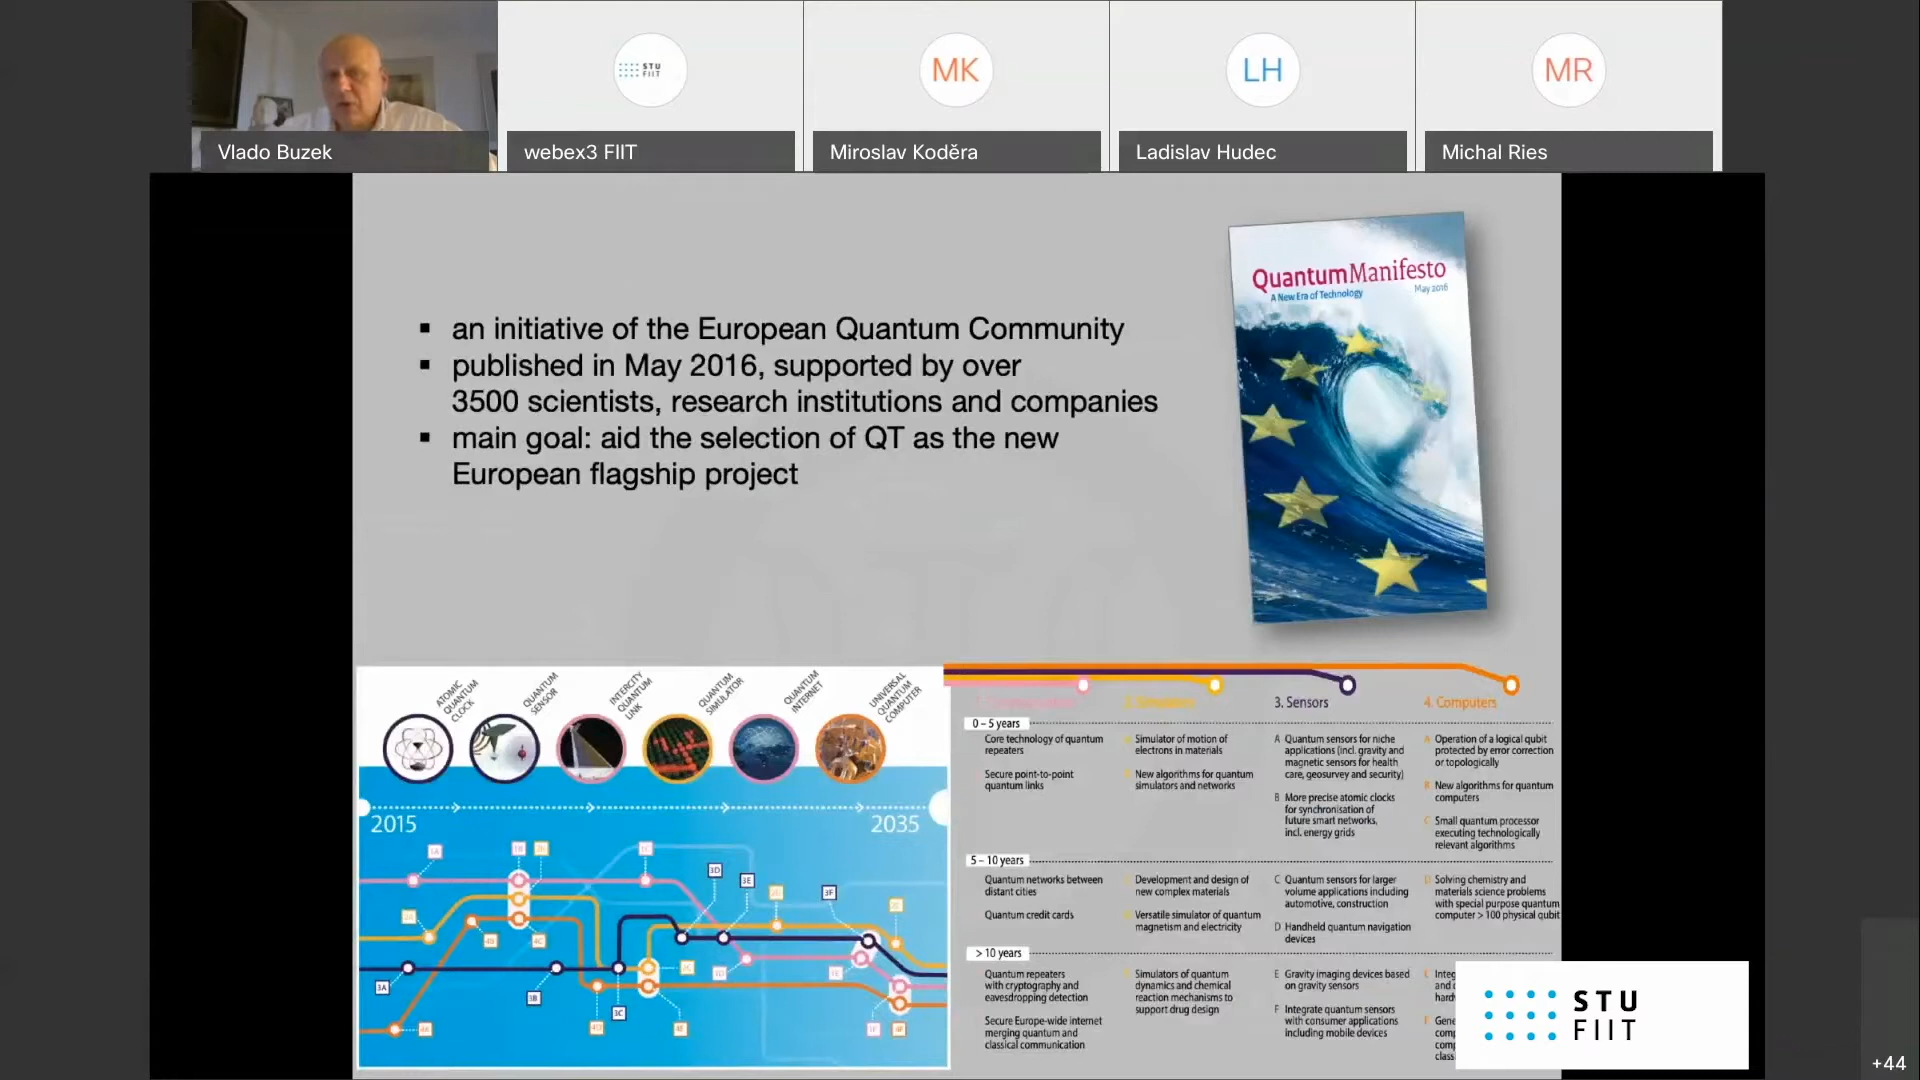 STU
FIIT
MK
LH
MR
Vlado Buzek
webex3 FIIT
Miroslav Koděra
Ladislav Hudec
Michal Ries
▪ an initiative of the European Quantum Community
▪ published in May 2016, supported by over
3500 scientists, research institutions and companies
▪ main goal: aid the selection of QT as the new
European flagship project
QuantumManifesto
A New Era of Technology
May 2016
ATOMIC
QUANTUM
CLOCK
QUANTUM
SENSOR
INTERCITY
QUANTUM
LINK
QUANTUM
SIMULATOR
QUANTUM
INTERNET
UNIVERSAL
QUANTUM
COMPUTER
2015
2035
3D
3E
3F
3A
3B
3C
3. Sensors
4. Computers
0 – 5 years
Core technology of quantum
repeaters
Secure point-to-point
quantum links
Simulator of motion of
electrons in materials
New algorithms for quantum
simulators and networks
A Quantum sensors for niche
applications (incl. gravity and
magnetic sensors for health
care, geosurvey and security)
B More precise atomic clocks
for synchronisation of
future smart networks,
incl. energy grids
A Operation of a logical qubit
protected by error correction
or topologically
B New algorithms for quantum
computers
C Small quantum processor
executing technologically
relevant algorithms
5 – 10 years
Quantum networks between
distant cities
Quantum credit cards
Development and design of
new complex materials
Versatile simulator of quantum
magnetism and electricity
C Quantum sensors for larger
volume applications including
automotive, construction
D Handheld quantum navigation
devices
D Solving chemistry and
materials science problems
with special purpose quantum
computer > 100 physical qubit
> 10 years
Quantum repeaters
with cryptography and
eavesdropping detection
Secure Europe-wide internet
merging quantum and
classical communication
Simulators of quantum
dynamics and chemical
reaction mechanisms to
support drug design
E Gravity imaging devices based
on gravity sensors
F Integrate quantum sensors
with consumer applications
including mobile devices
STU
FIIT
+44